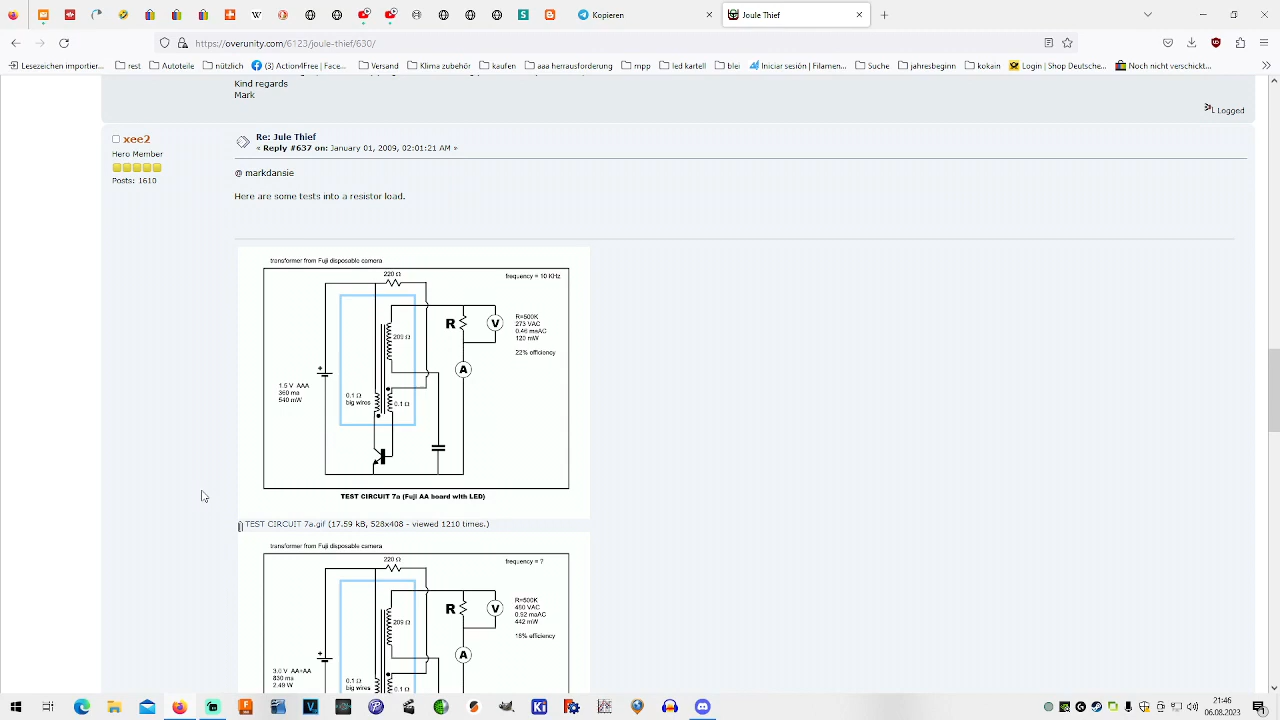 Kopieren
Joule Thief
https://overunity.com/6123/joule-thief/630/
Lesezeichen importier...
rest
Autoteile
nützlich
(3) Action4Free | Face...
Versand
Klima zubehör
kaufen
aaa herrausforderung
mpp
led kartell
blei
Iniciar sesión | Filamen...
Suche
jahresbeginn
kokain
Login | Shop Deutsche...
Noch nicht verschickt...
Kind regards
Mark
Logged
xee2
Hero Member
Posts: 1610
Re: Jule Thief
« Reply #637 on: January 01, 2009, 02:01:21 AM »
@ markdansie
Here are some tests into a resistor load.
transformer from Fuji disposable camera
220 Ω
frequency = 10 KHz
R
V
R=500K
273 VAC
0.46 maAC
120 mW
22% efficiency
209 Ω
A
1.5 V AAA
360 ma
540 mW
0.1 Ω
big wires
0.1 Ω
TEST CIRCUIT 7a (Fuji AA board with LED)
TEST CIRCUIT 7a.gif (17.59 kB, 528x408 - viewed 1210 times.)
transformer from Fuji disposable camera
220 Ω
frequency = ?
R
V
R=500K
480 VAC
0.92 maAC
442 mW
18% efficiency
209 Ω
A
3.0 V AA+AA
830 ma
2.49 W
0.1 Ω
big wires
0.1 Ω
21:46
06.08.2023